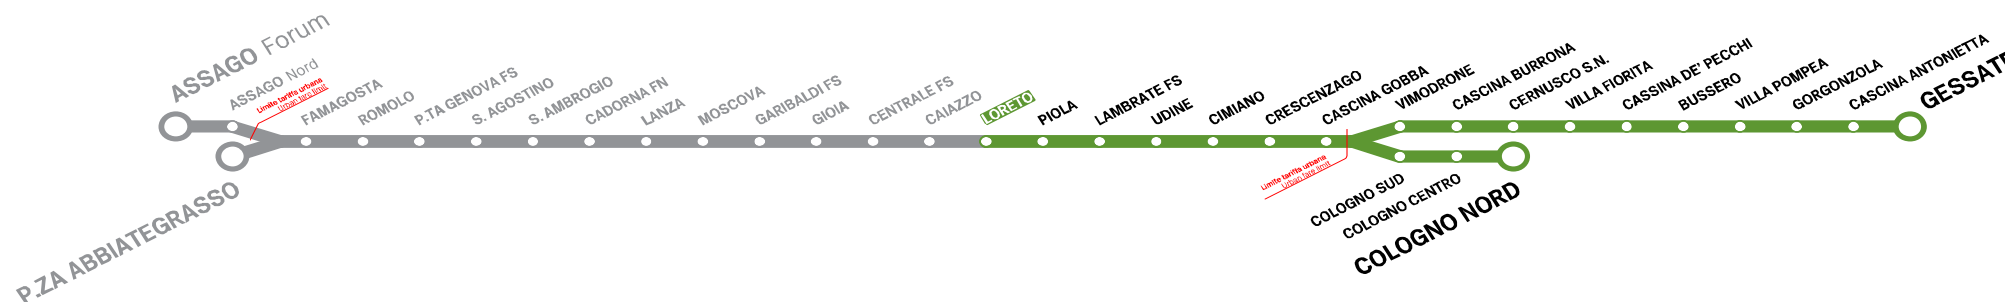 ASSAGO Forum
ASSAGO Nord
Limite tariffa urbana
Urban fare limit
P.ZA ABBIATEGRASSO
FAMAGOSTA
ROMOLO
P.TA GENOVA FS
S. AGOSTINO
S. AMBROGIO
CADORNA FN
LANZA
MOSCOVA
GARIBALDI FS
GIOIA
CENTRALE FS
CAIAZZO
LORETO
PIOLA
LAMBRATE FS
UDINE
CIMIANO
CRESCENZAGO
CASCINA GOBBA
Limite tariffa urbana
Urban fare limit
VIMODRONE
CASCINA BURRONA
CERNUSCO S.N.
VILLA FIORITA
CASSINA DE' PECCHI
BUSSERO
VILLA POMPEA
GORGONZOLA
CASCINA ANTONIETTA
GESSATE
COLOGNO SUD
COLOGNO CENTRO
COLOGNO NORD